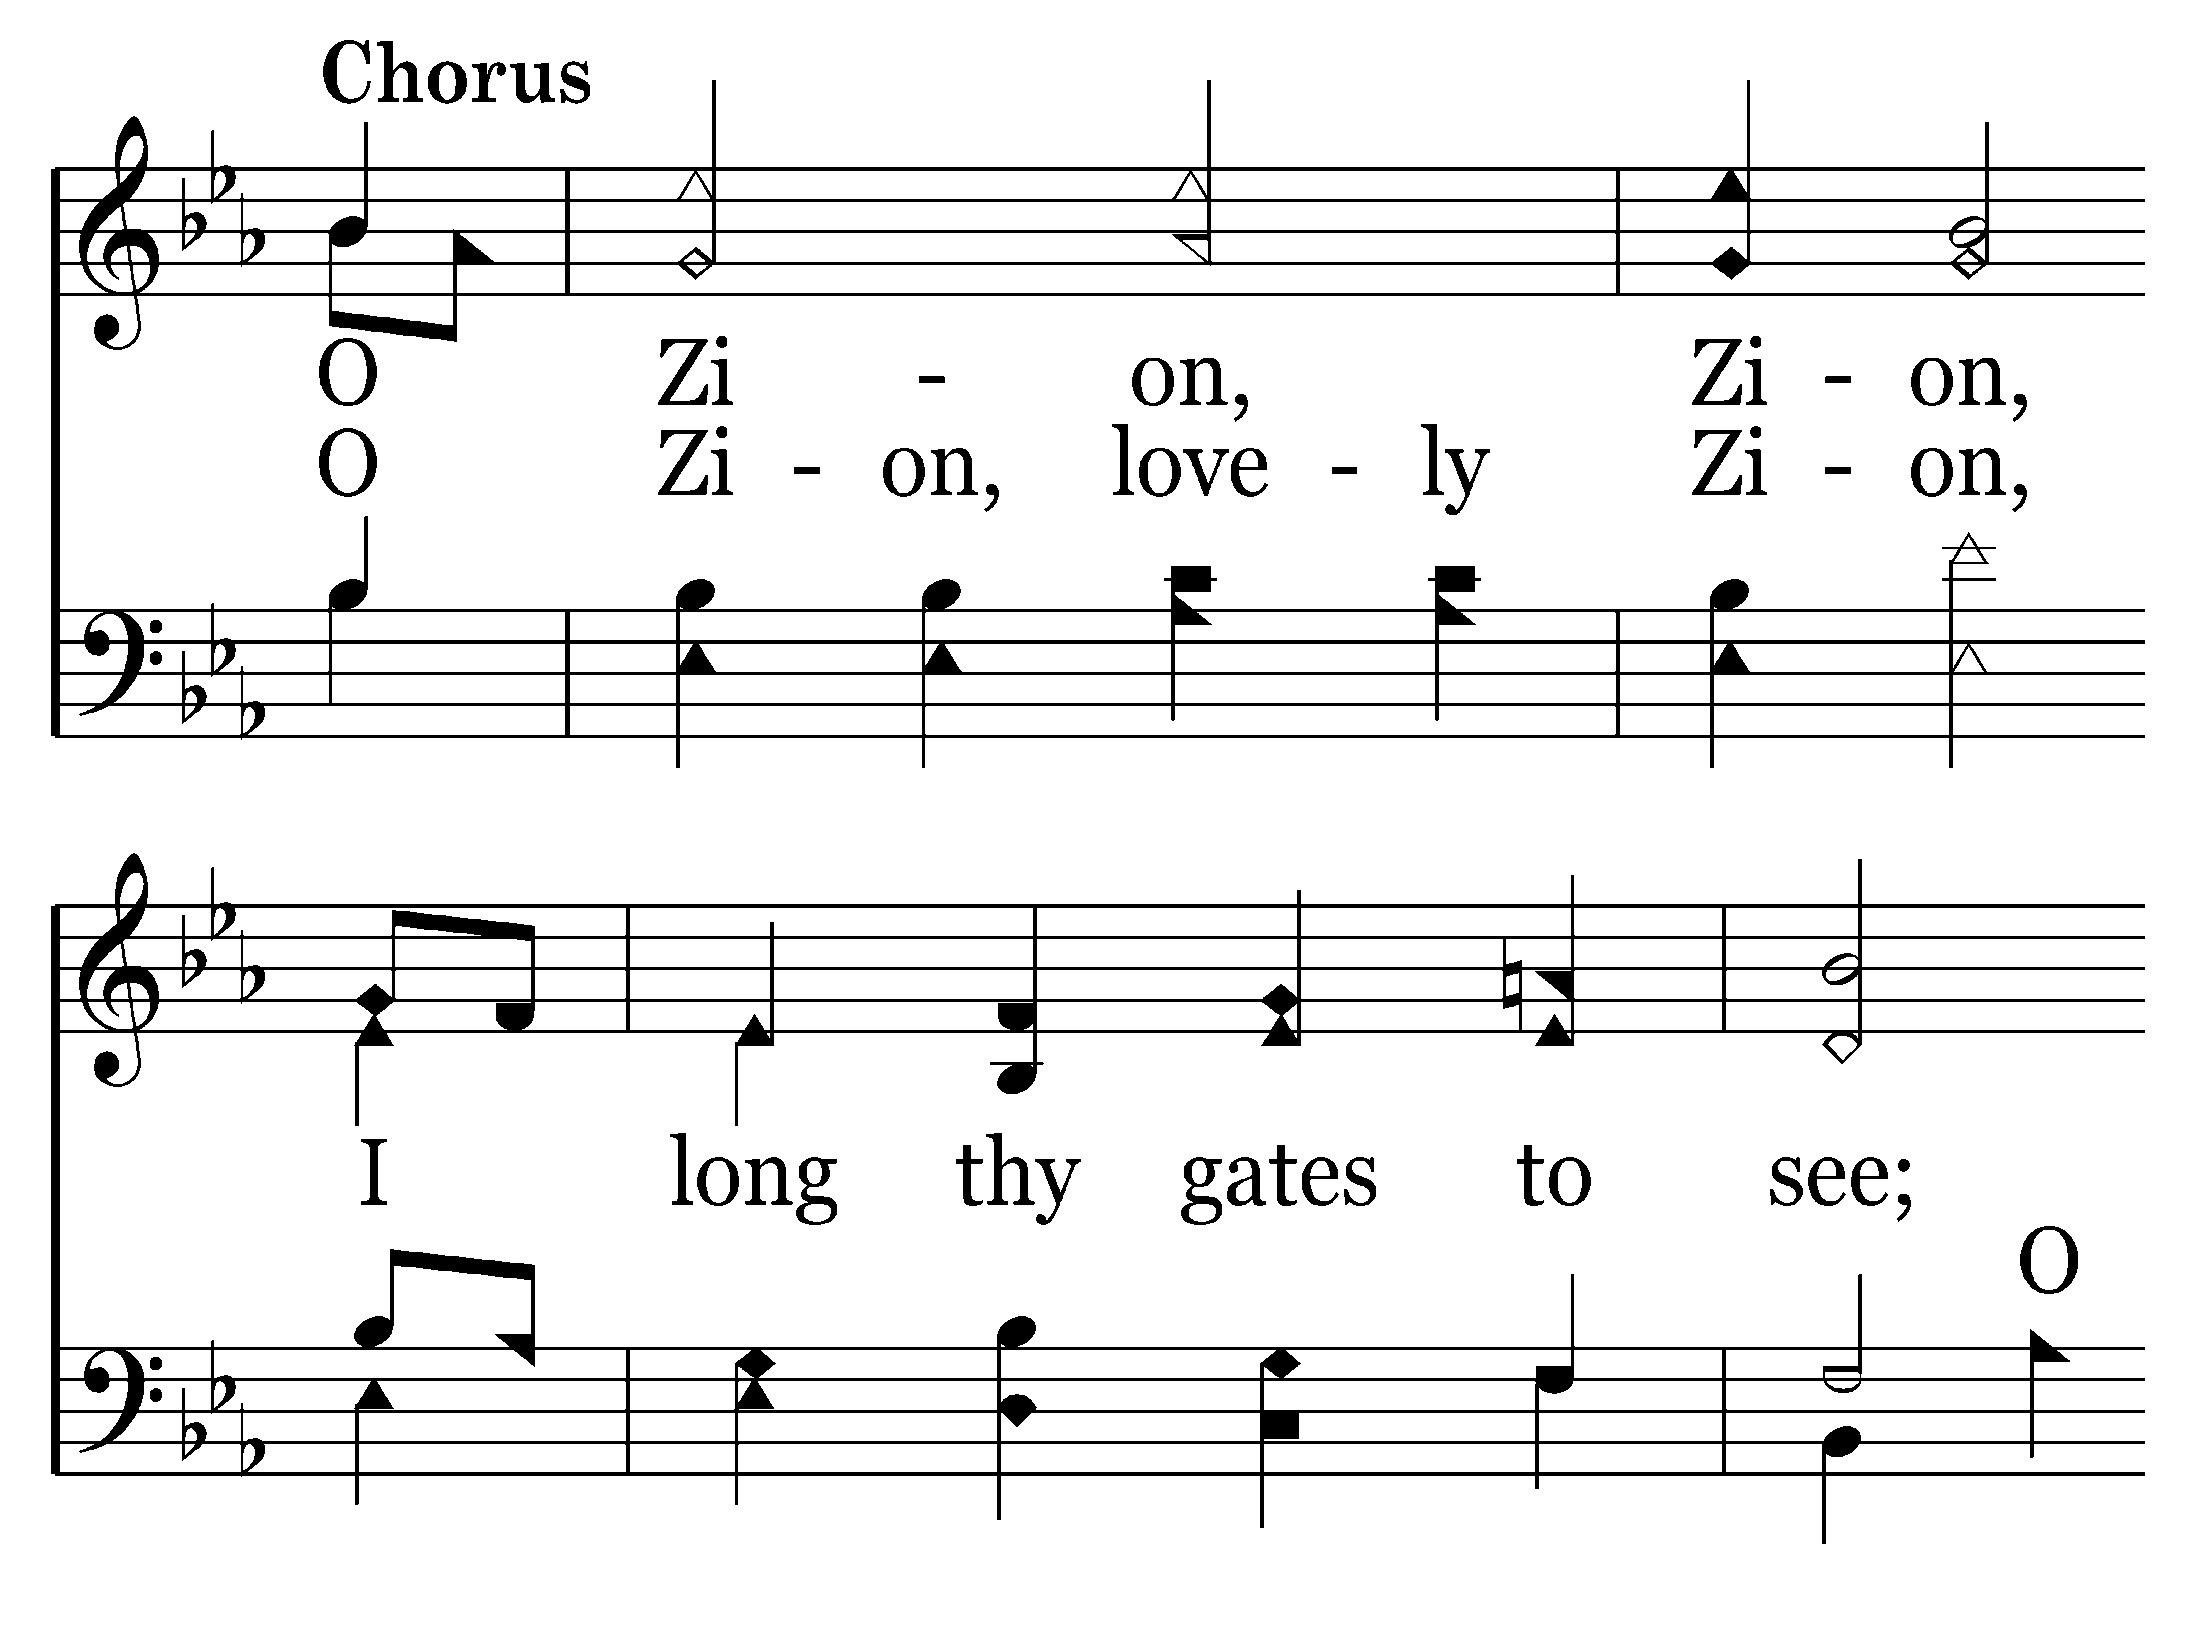 Chorus
O Zi - on, Zi - on,
O Zi - on, love - ly Zi - on,
I long thy gates to see;
O